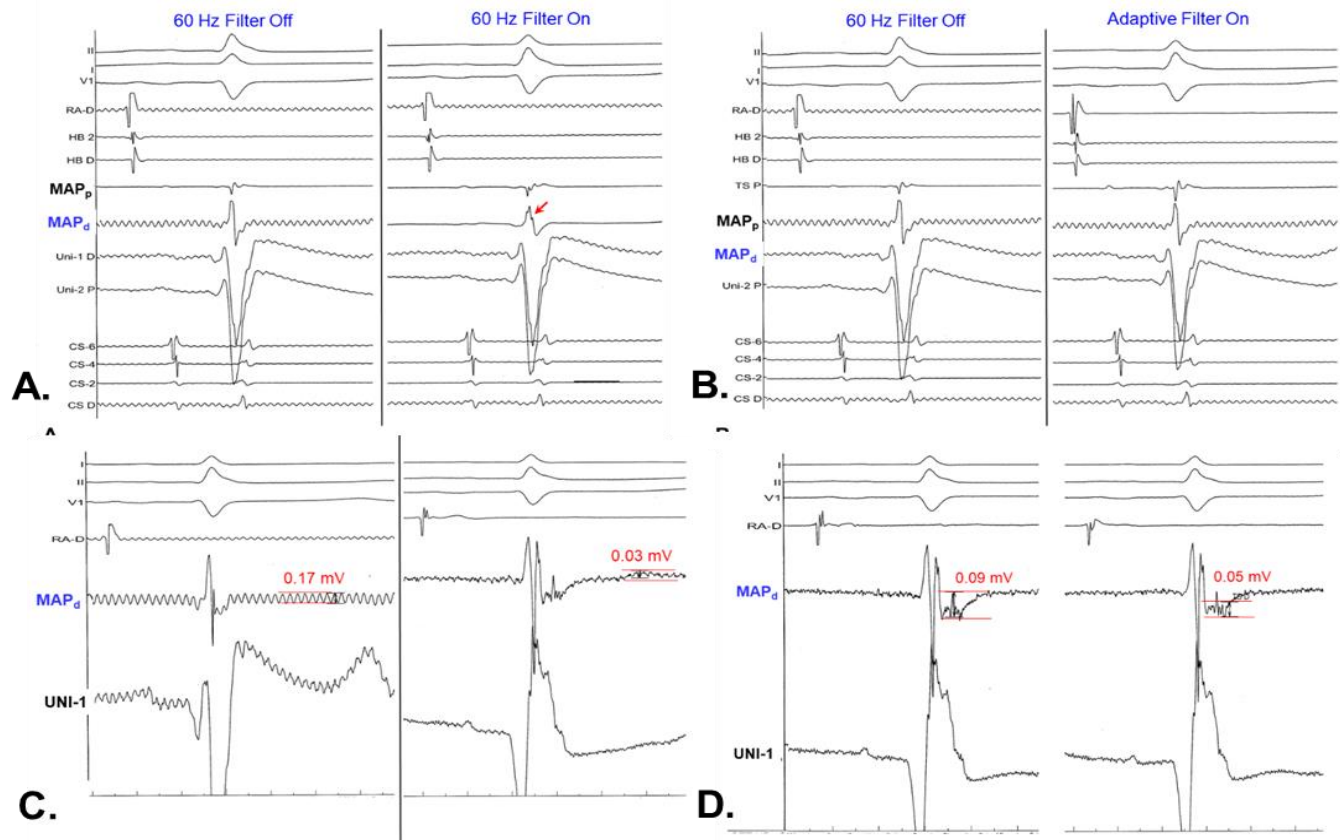 60 Hz Filter Off
60 Hz Filter On
II
I
V1
RA-D
HB 2
HB D
MAPp
MAPd
Uni-1 D
Uni-2 P
CS-6
CS-4
CS-2
CS D
A.
A
60 Hz Filter Off
Adaptive Filter On
II
I
V1
RA-D
HB 2
HB D
TS P
MAPp
MAPd
Uni-1 D
Uni-2 P
CS-6
CS-4
CS-2
CS D
B.
I
II
V1
RA-D
0.17 mV
0.03 mV
MAPd
UNI-1
C.
I
II
V1
RA-D
0.09 mV
0.05 mV
MAPd
UNI-1
D.